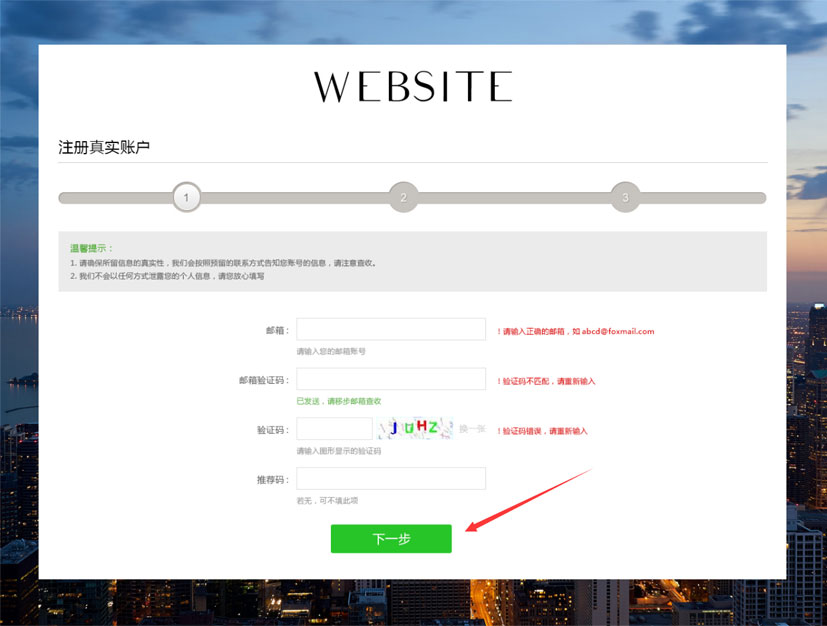 WEBSITE
注册真实账户
1 2 3
温馨提示：
1. 请确保所留信息的真实性，我们会按照预留的联系方式告知您账号的信息，请注意查收。
2. 我们不会以任何方式泄露您的个人信息，请您放心填写
邮箱： ！请输入正确的邮箱，如 abcd@foxmail.com
请输入您的邮箱账号
邮箱验证码： ！验证码不匹配，请重新输入
已发送，请移步邮箱查收
验证码： JUHZ 换一张 ！验证码错误，请重新输入
请输入图形显示的验证码
推荐码：
若无，可不填此项
下一步